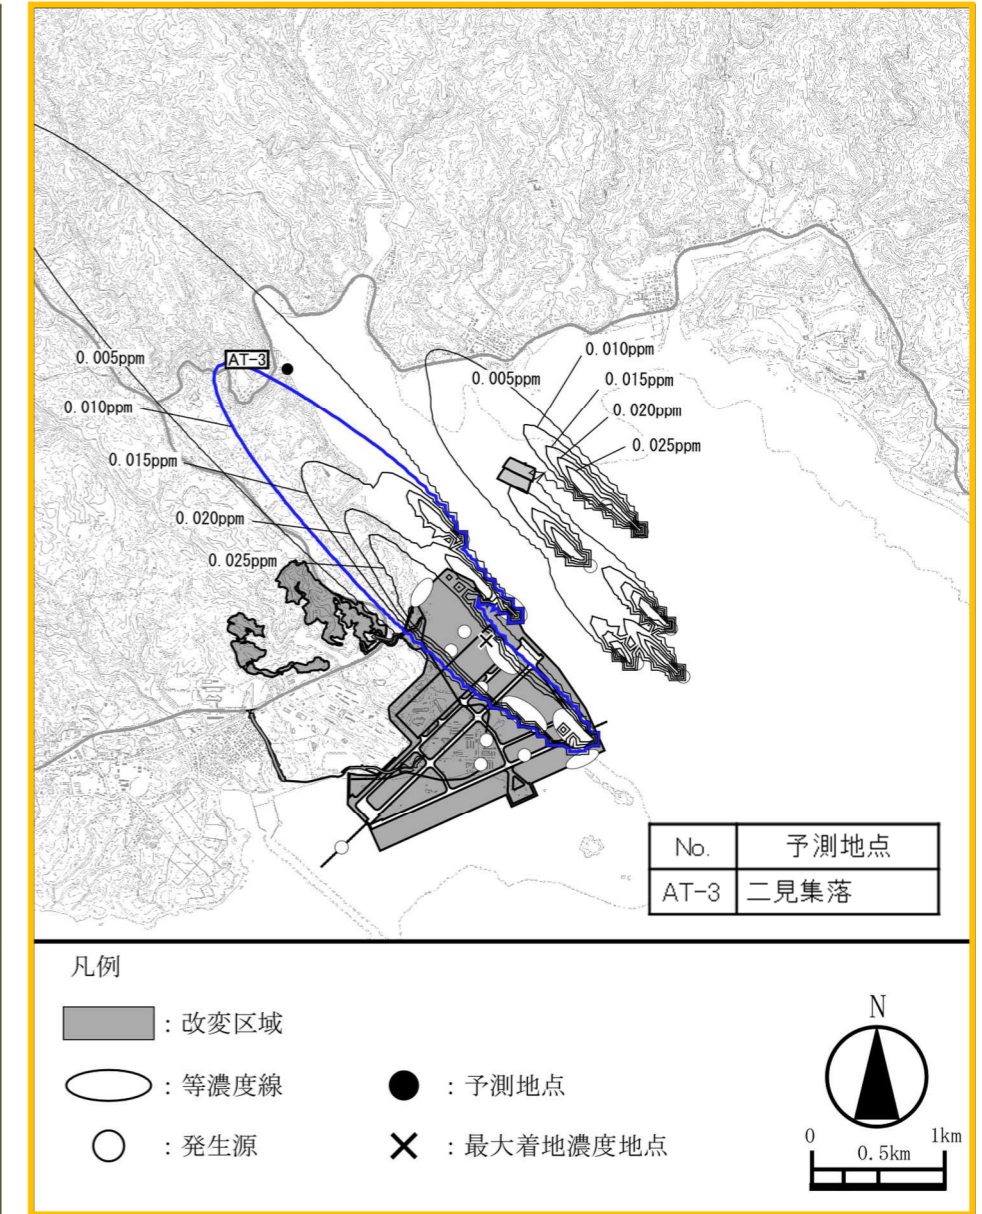 AT-3
0.005ppm
0.010ppm
0.015ppm
0.020ppm
0.025ppm
0.010ppm
0.005ppm
0.015ppm
0.020ppm
0.025ppm
No. 予測地点
AT-3 二見集落
凡例
：改変区域
：等濃度線
：予測地点
：発生源
：最大着地濃度地点
N
0 1km
0.5km